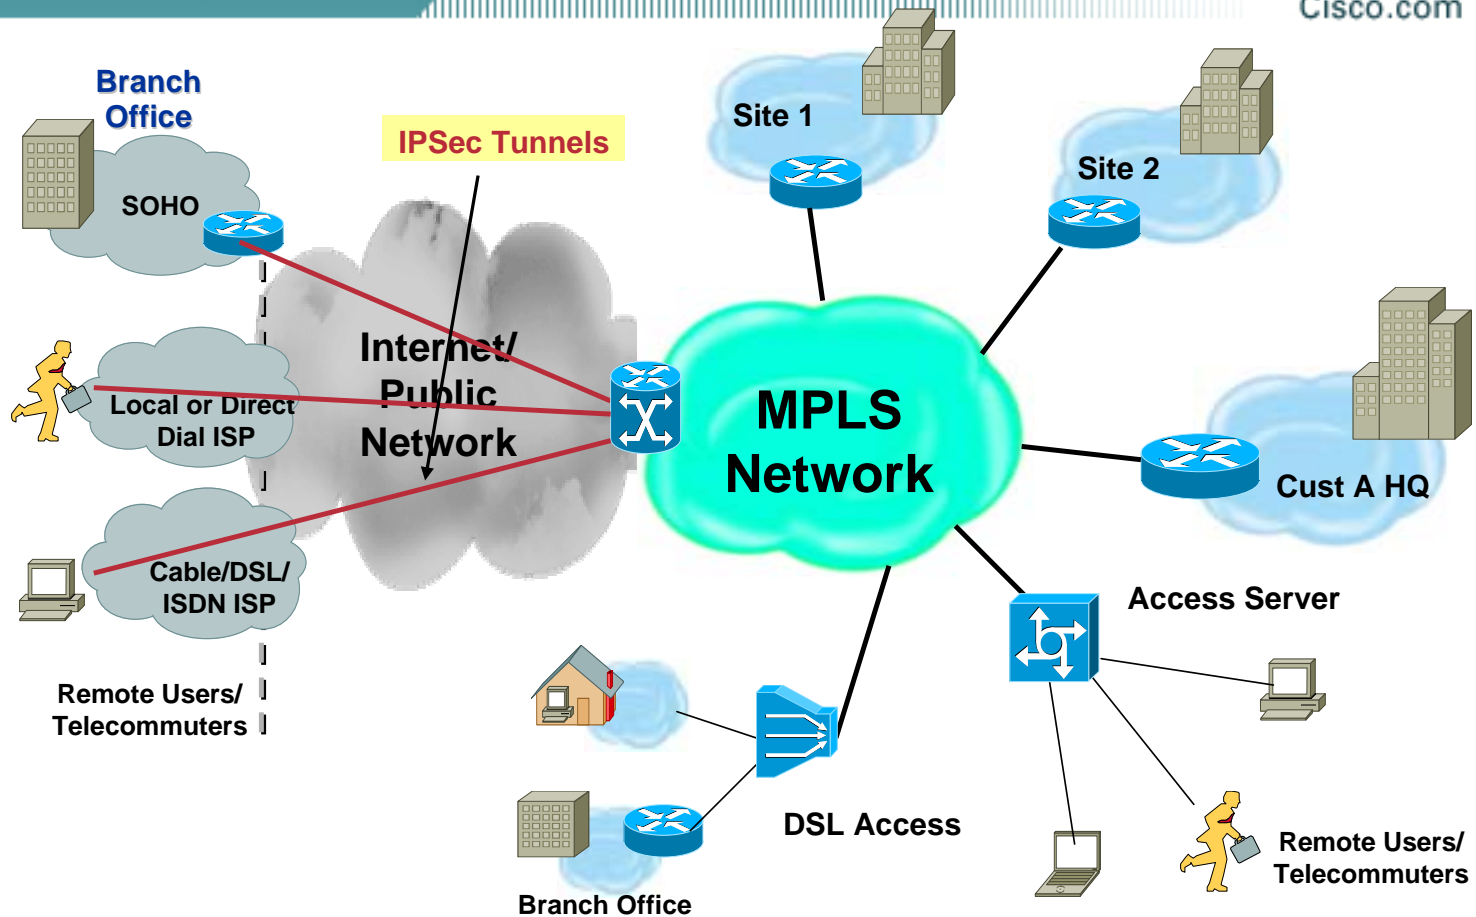 Cisco.com
Branch
Office
IPSec Tunnels
Site 1
Site 2
SOHO
Internet/
Public
Network
Local or Direct
Dial ISP
MPLS
Network
Cust A HQ
Cable/DSL/
ISDN ISP
Access Server
Remote Users/
Telecommuters
DSL Access
Branch Office
Remote Users/
Telecommuters